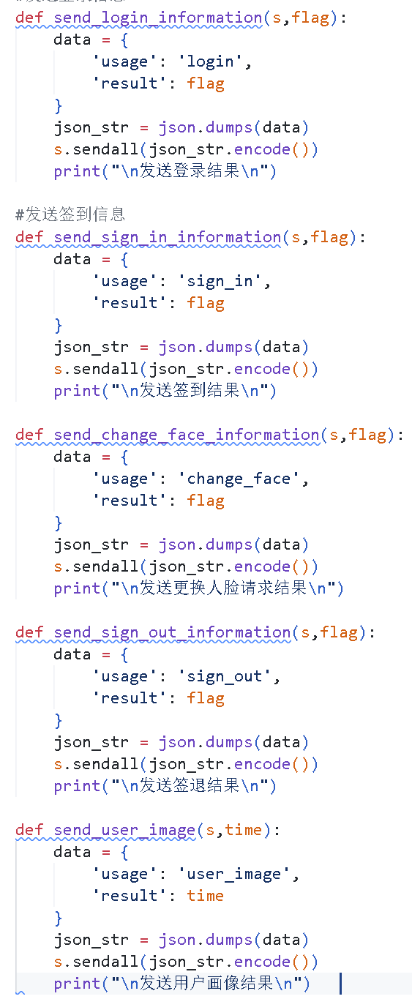 #发送登录信息
def send_login_information(s,flag):
    data = {
        'usage': 'login',
        'result': flag
    }
    json_str = json.dumps(data)
    s.sendall(json_str.encode())
    print("\n发送登录结果\n")

#发送签到信息
def send_sign_in_information(s,flag):
    data = {
        'usage': 'sign_in',
        'result': flag
    }
    json_str = json.dumps(data)
    s.sendall(json_str.encode())
    print("\n发送签到结果\n")

def send_change_face_information(s,flag):
    data = {
        'usage': 'change_face',
        'result': flag
    }
    json_str = json.dumps(data)
    s.sendall(json_str.encode())
    print("\n发送更换人脸请求结果\n")

def send_sign_out_information(s,flag):
    data = {
        'usage': 'sign_out',
        'result': flag
    }
    json_str = json.dumps(data)
    s.sendall(json_str.encode())
    print("\n发送签退结果\n")

def send_user_image(s,time):
    data = {
        'usage': 'user_image',
        'result': time
    }
    json_str = json.dumps(data)
    s.sendall(json_str.encode())
    print("\n发送用户画像结果\n")